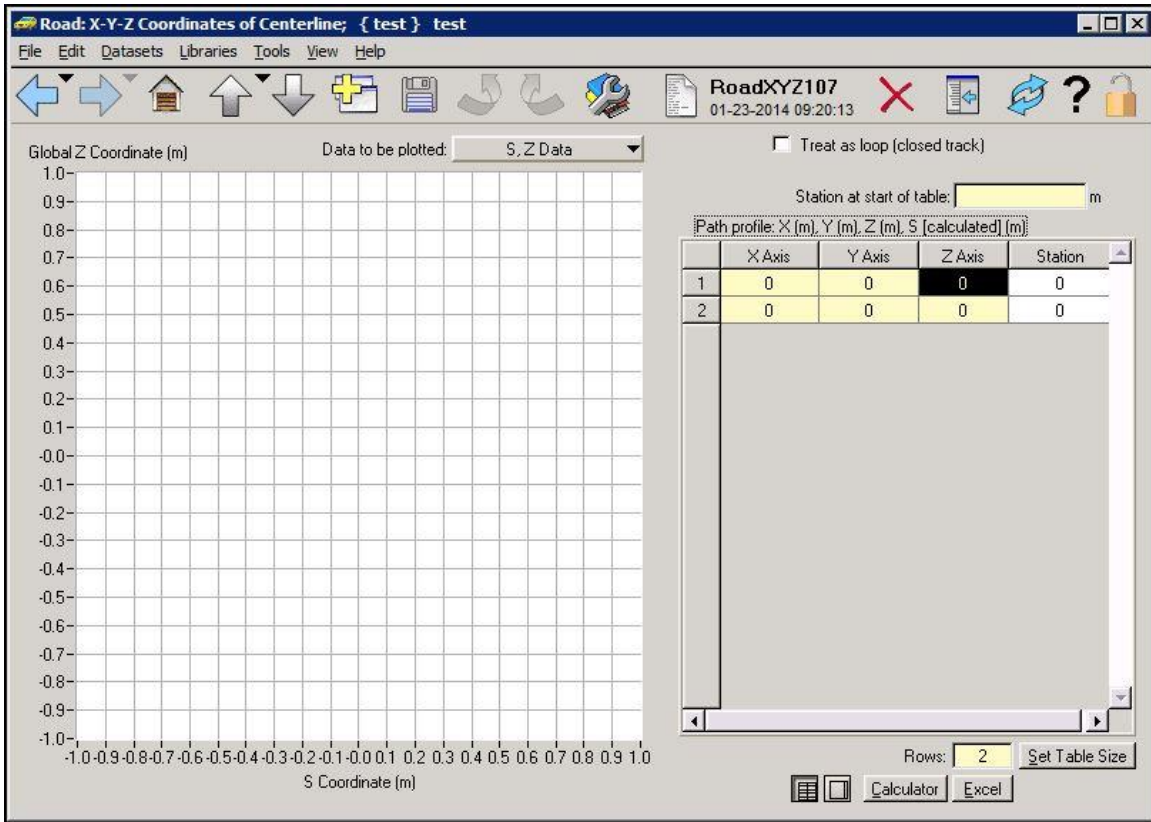 Road: X-Y-Z Coordinates of Centerline; { test } test
File Edit Datasets Libraries Tools View Help
RoadXYZ107
01-23-2014 09:20:13
?
Global Z Coordinate (m)
Data to be plotted: S, Z Data
1.0
0.9
0.8
0.7
0.6
0.5
0.4
0.3
0.2
0.1
-0.0
-0.1
-0.2
-0.3
-0.4
-0.5
-0.6
-0.7
-0.8
-0.9
-1.0
-1.0 -0.9 -0.8 -0.7 -0.6 -0.5 -0.4 -0.3 -0.2 -0.1 -0.0 0.1 0.2 0.3 0.4 0.5 0.6 0.7 0.8 0.9 1.0
S Coordinate (m)
Treat as loop (closed track)
Station at start of table: m
Path profile: X (m), Y (m), Z (m), S [calculated] (m)
X Axis Y Axis Z Axis Station
1 0 0 0 0
2 0 0 0 0
Rows: 2 Set Table Size
Calculator Excel